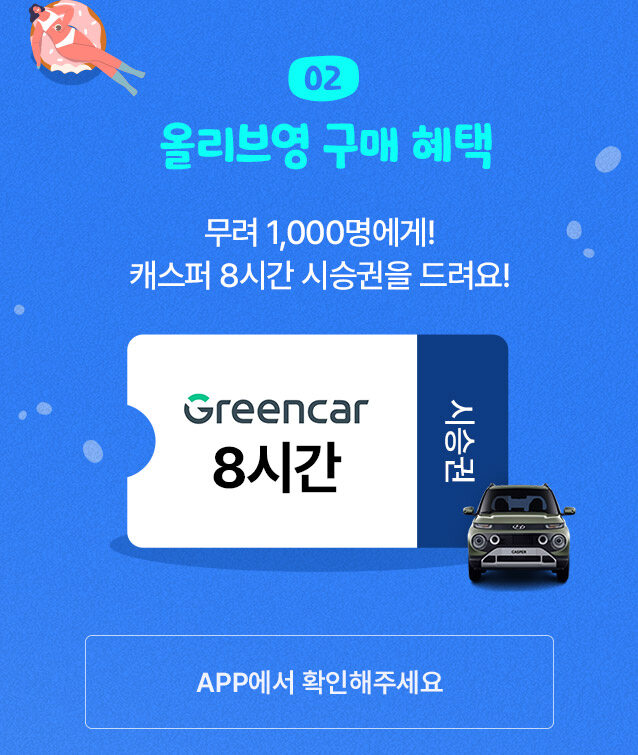 02
올리브영 구매 혜택
무려 1,000명에게!
캐스퍼 8시간 시승권을 드려요!
Greencar
8시간
시승권
CASPER
APP에서 확인해주세요